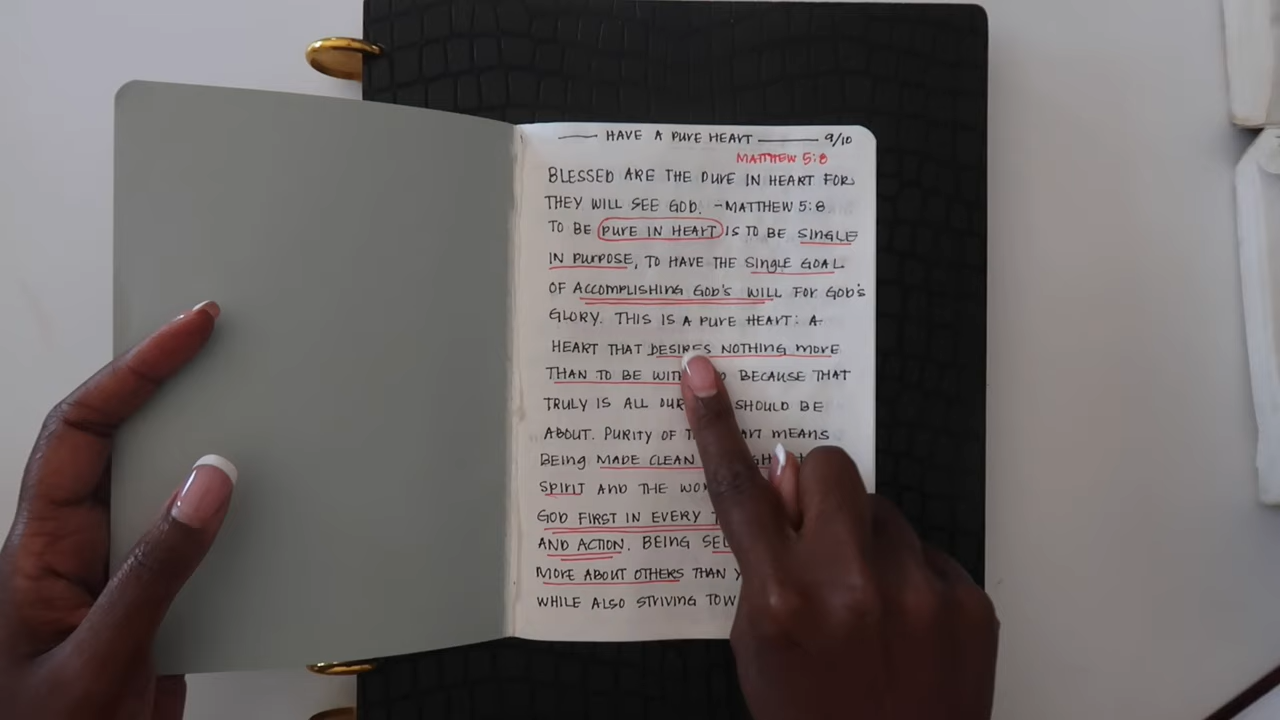 HAVE A PURE HEART 9/10
MATTHEW 5:8
BLESSED ARE THE PURE IN HEART FOR
THEY WILL SEE GOD. -MATTHEW 5:8
TO BE PURE IN HEART IS TO BE SINGLE
IN PURPOSE, TO HAVE THE SINGLE GOAL
OF ACCOMPLISHING GOD'S WILL FOR GOD'S
GLORY. THIS IS A PURE HEART: A
HEART THAT DESIRES NOTHING MORE
THAN TO BE BECAUSE THAT
TRULY IS ALL SHOULD BE
ABOUT. PURITY OF MEANS
BEING MADE CLEAN
SPIRIT AND THE
GOD FIRST IN EVERY
AND ACTION. BEING
MORE ABOUT OTHERS THAN
WHILE ALSO STRIVING